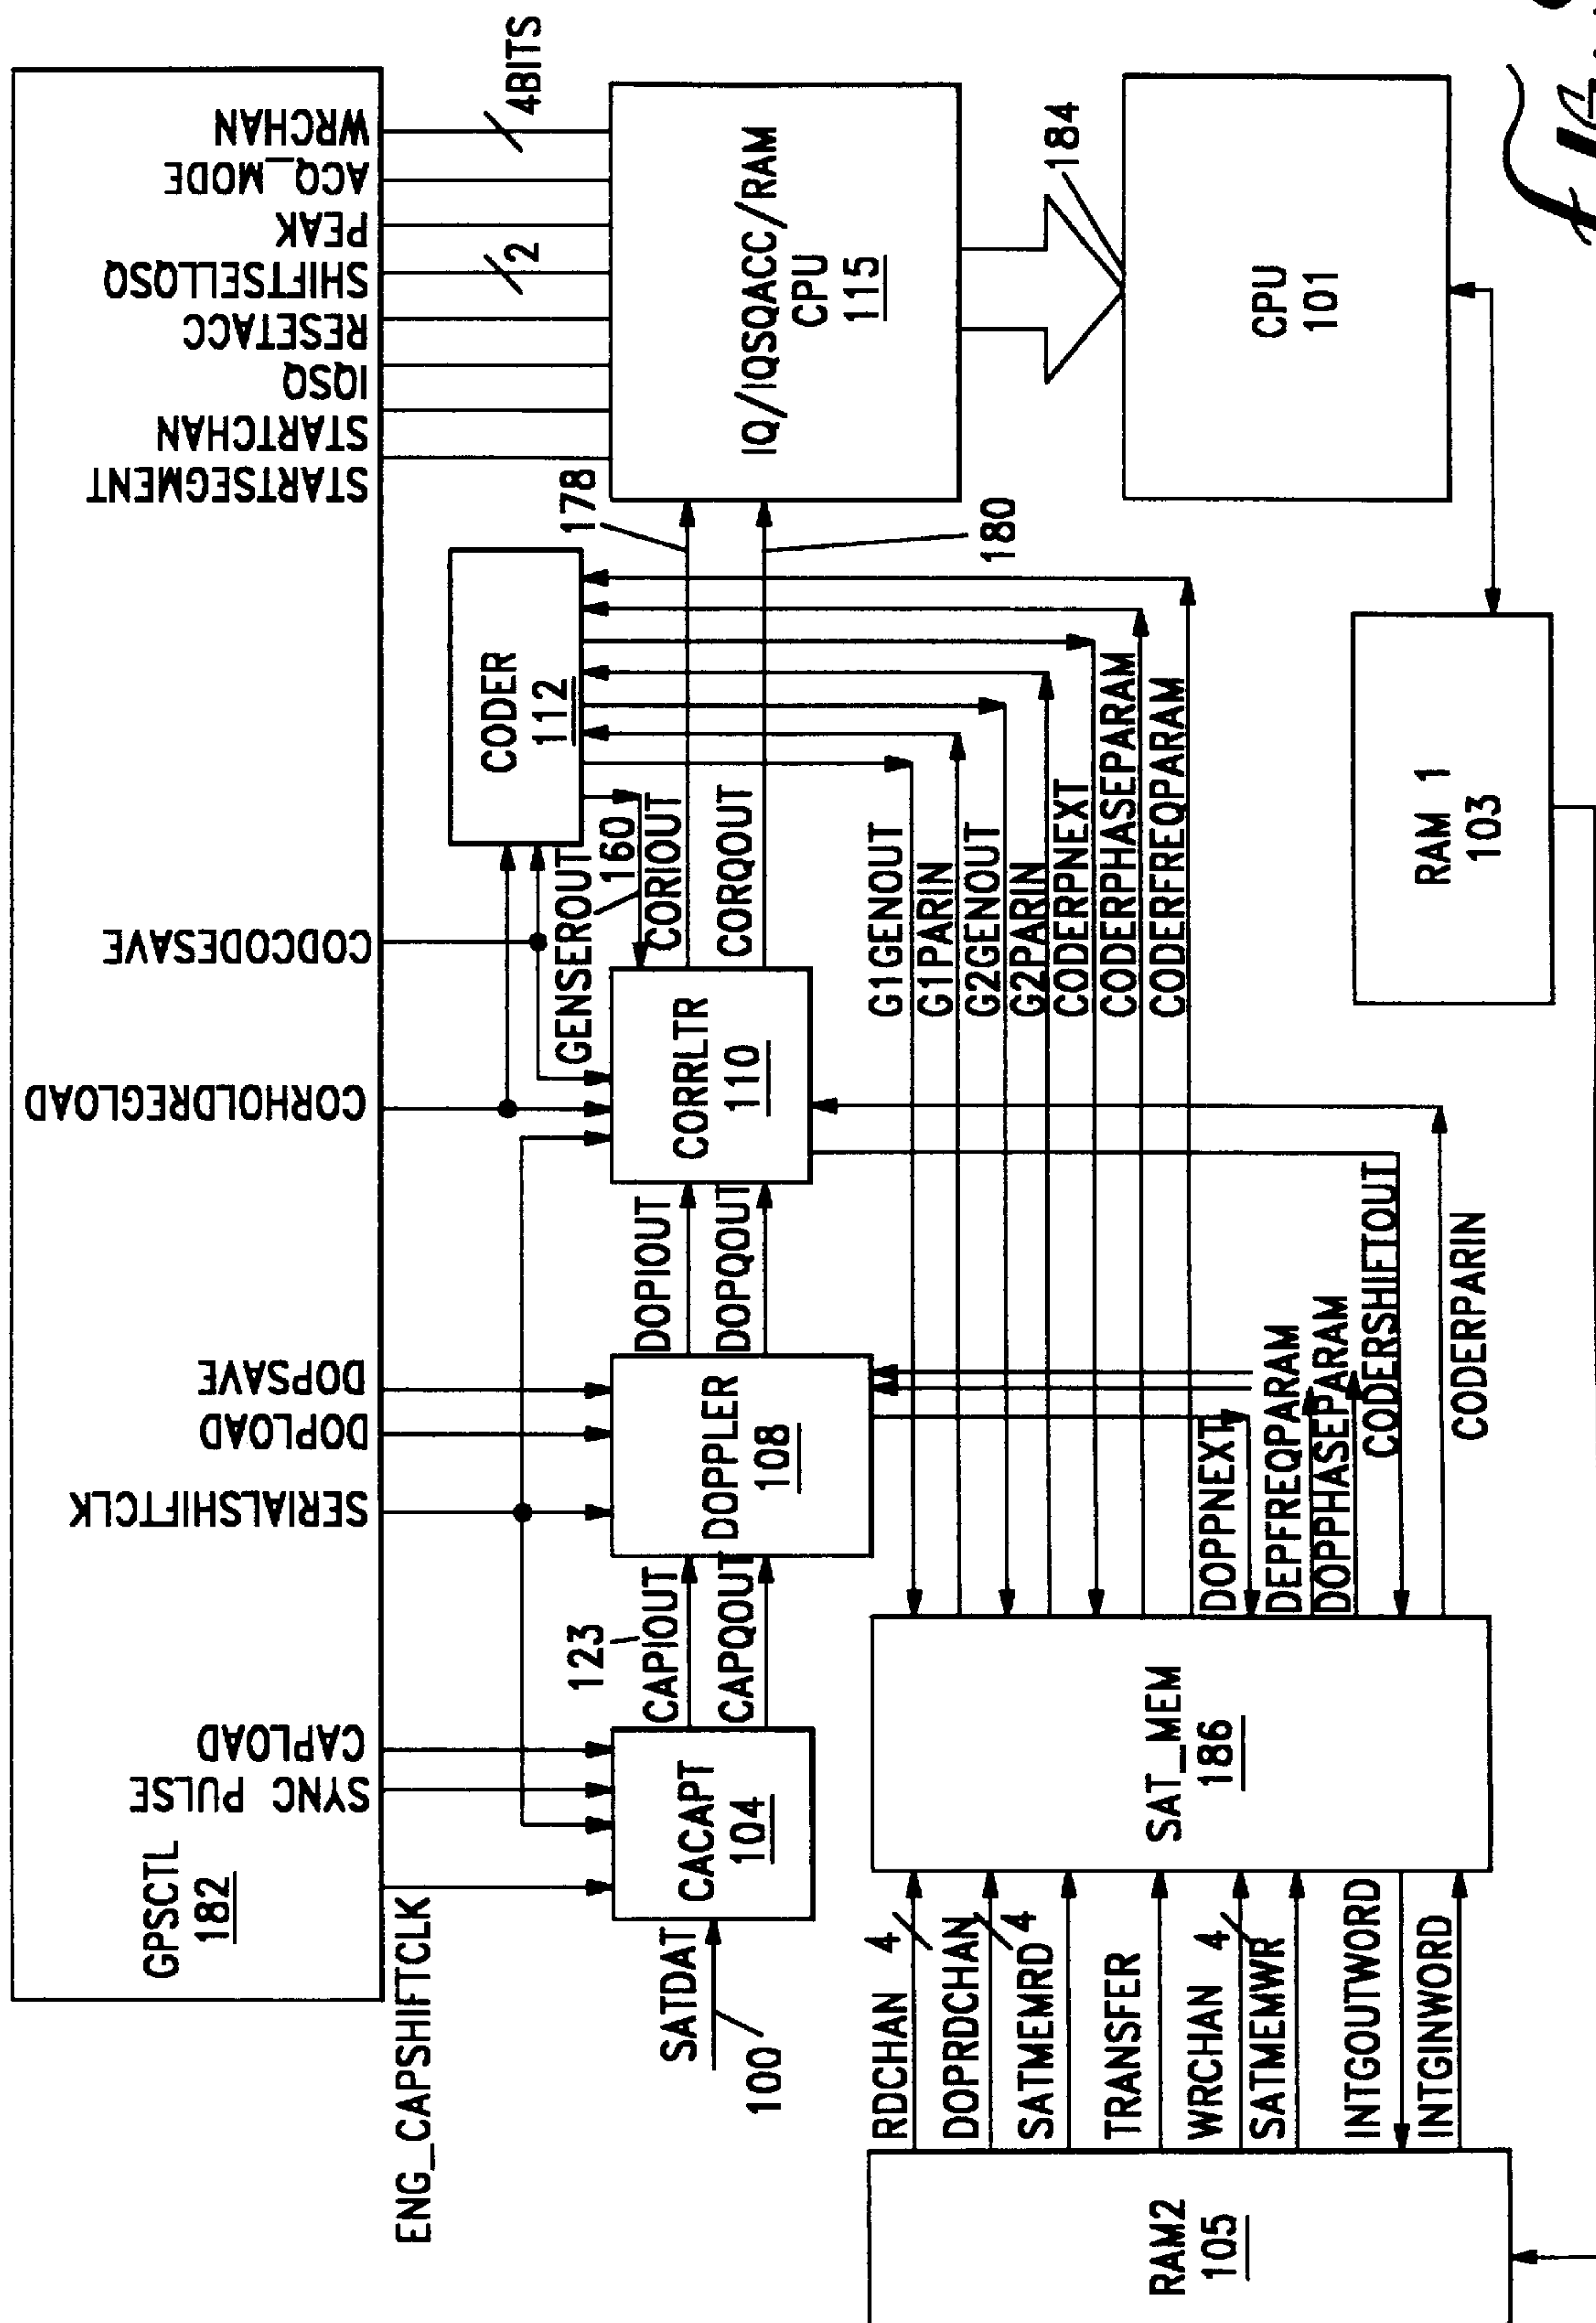 GPSCTL
182
ENG_CAPSHIFTCLK
SYNC PULSE
CAPLOAD
SERIALSHIFTCLK
DOPLOAD
DOPSAVE
CORHOLDREGLOAD
CODCODESAVE
STARTSEGMENT
STARTCHAN
IQSQ
RESETACC
SHIFTSELLQSQ
2
PEAK
ACQ_MODE
WRCHAN
4BITS
SATDAT
100
CACAPT
104
123
CAPIOUT
CAPQOUT
DOPPLER
108
DOPIOUT
DOPQOUT
CORRLTR
110
GENSEROUT
160
CORIOUT
CORQOUT
CODER
112
178
180
IQ/IQSQACC/RAM
CPU
115
184
CPU
101
RAM 1
103
G1GENOUT
G1PARIN
G2GENOUT
G2PARIN
CODERPNEXT
CODERPHASEPARAM
CODERFREQPARAM
DOPPNEXT
DEPFREQPARAM
DOPPHASEPARAM
CODERSHIFTOUT
CODERPARIN
SAT_MEM
186
RDCHAN
4
DOPRDCHAN
4
SATMEMRD
TRANSFER
WRCHAN
4
SATMEMWR
INTGOUTWORD
INTGINWORD
RAM2
105